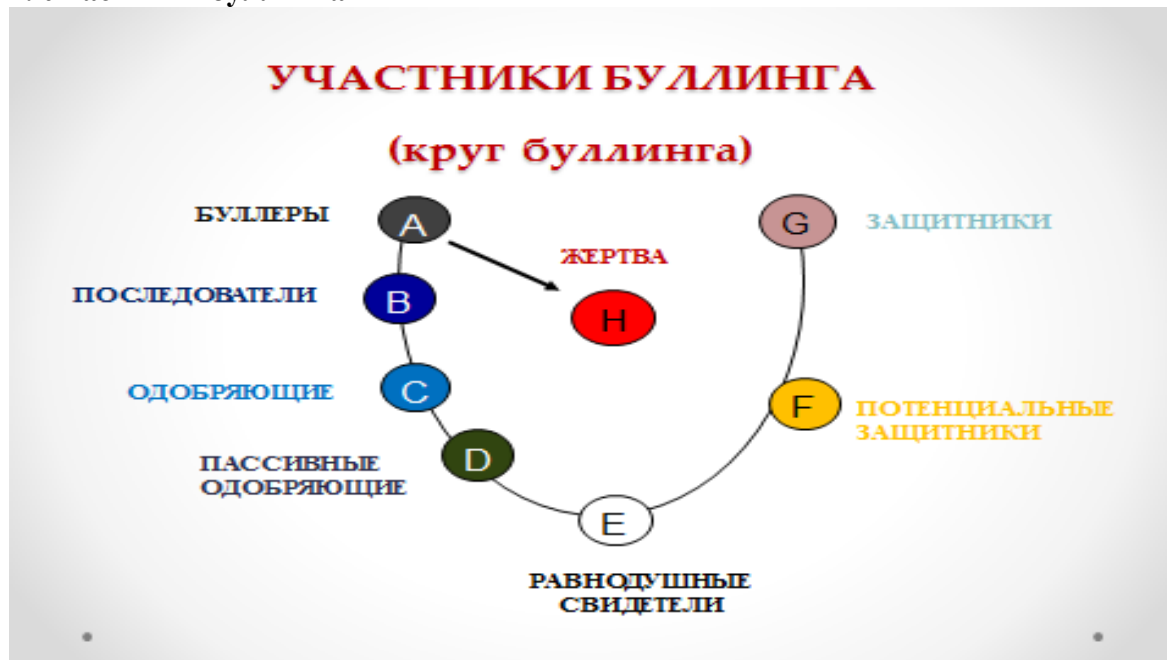 УЧАСТНИКИ БУЛЛИНГА
(круг буллинга)
БУЛЛЕРЫ
A
G
ЗАЩИТНИКИ
ЖЕРТВА
ПОСЛЕДОВАТЕЛИ
B
H
ОДОБРЯЮЩИЕ
C
F
ПОТЕНЦИАЛЬНЫЕ
ЗАЩИТНИКИ
ПАССИВНЫЕ
ОДОБРЯЮЩИЕ
D
E
РАВНОДУШНЫЕ
СВИДЕТЕЛИ